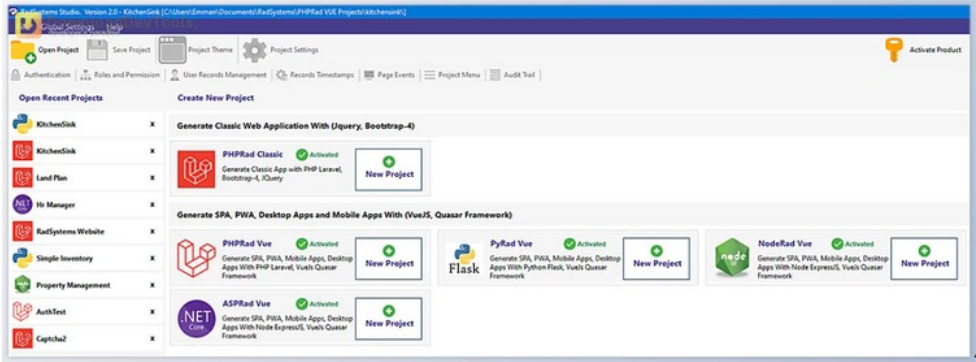 RadSystems Studio. Version 2.0 - KitchenSink [C:\Users\Emman\Documents\RadSystems\PHPRad VUE Projects\kitchensink\]
Global Settings Help
Open Project Save Project Project Theme Project Settings Activate Product
Authentication Roles and Permission User Records Management Records Timestamps Page Events Project Menu Audit Trail
Open Recent Projects
KitchenSink x
KitchenSink x
Land Plan x
NET Hr Manager x
RadSystems Website x
Simple Inventory x
Property Management x
AuthTest x
Captcha2 x
Create New Project
Generate Classic Web Application With (Jquery, Bootstrap-4)
PHPRad Classic Activated
Generate Classic App with PHP Laravel,
Bootstrap-4, JQuery
New Project
Generate SPA, PWA, Desktop Apps and Mobile Apps With (VueJS, Quasar Framework)
PHPRad Vue Activated
Generate SPA, PWA, Mobile Apps, Desktop
Apps With PHP Laravel, VueJs Quasar
Framework
New Project
Flask
PyRad Vue Activated
Generate SPA, PWA, Mobile Apps, Desktop
Apps With Python Flask, VueJs Quasar
Framework
New Project
node
NodeRad Vue Activated
Generate SPA, PWA, Mobile Apps, Desktop
Apps With Node ExpressJS, VueJs Quasar
Framework
New Project
.NET
Core
ASPRad Vue Activated
Generate SPA, PWA, Mobile Apps, Desktop
Apps With Node ExpressJS, VueJs Quasar
Framework
New Project